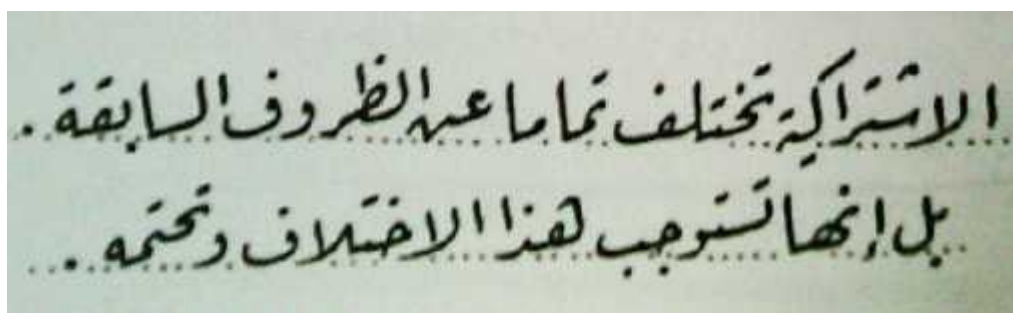 الاشتراكية تختلف تماما عن الظروف السابقة .
بل إنها تستوجب هذا الاختلاف وتحتمه .